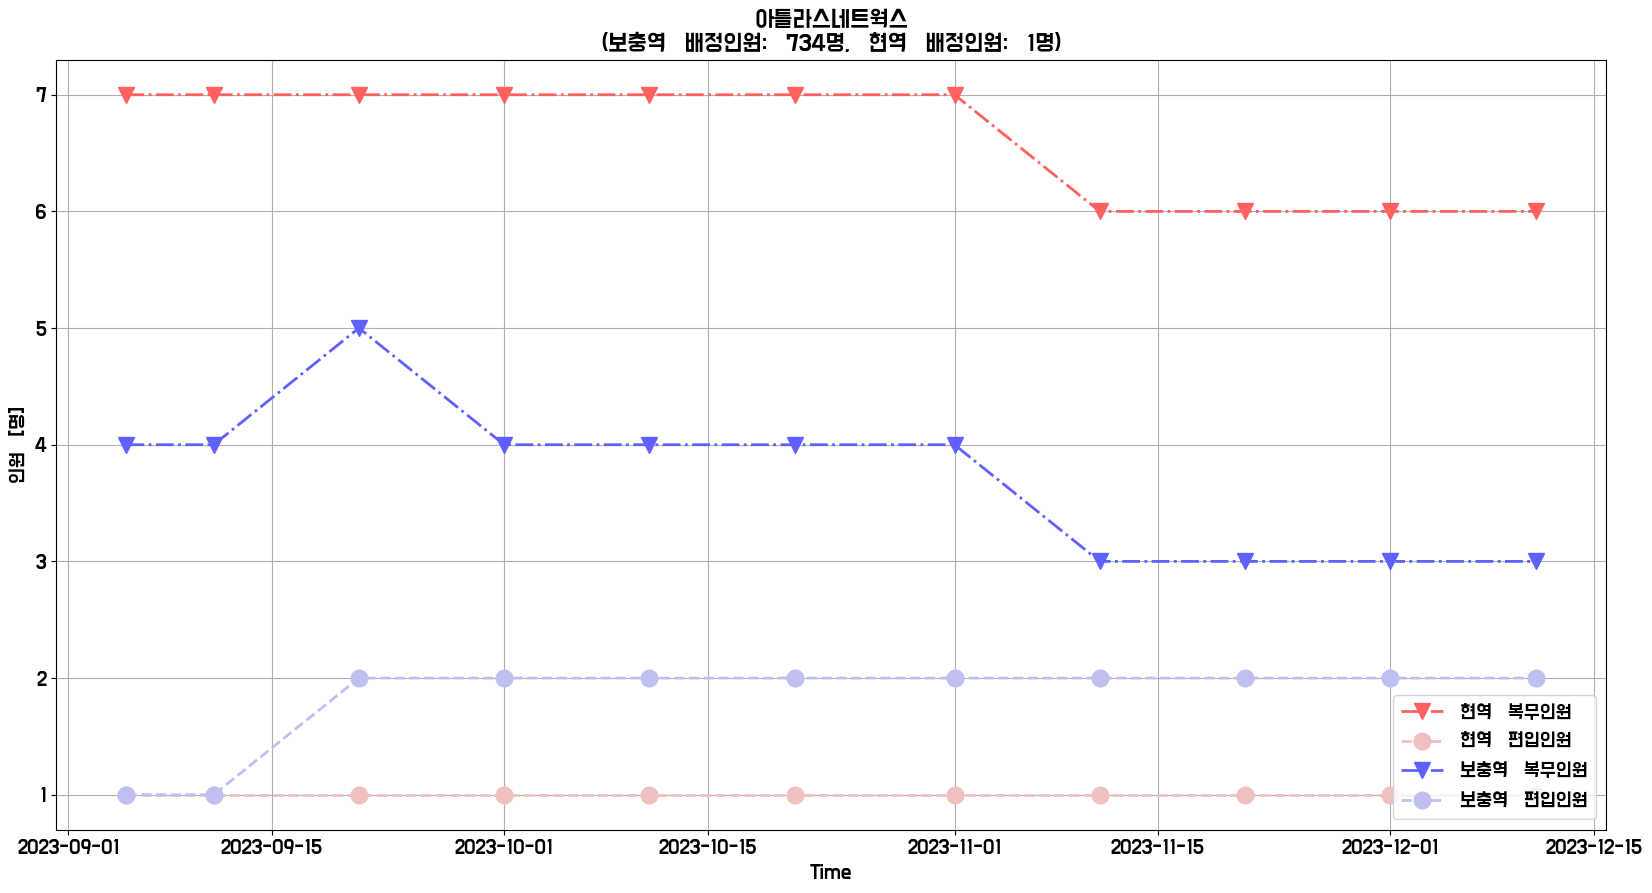 아틀라스네트웍스
(보충역 배정인원: 734명, 현역 배정인원: 1명)
인원 [명]
7
6
5
4
3
2
1
현역 복무인원
현역 편입인원
보충역 복무인원
보충역 편입인원
2023-09-01
2023-09-15
2023-10-01
2023-10-15
2023-11-01
2023-11-15
2023-12-01
2023-12-15
Time